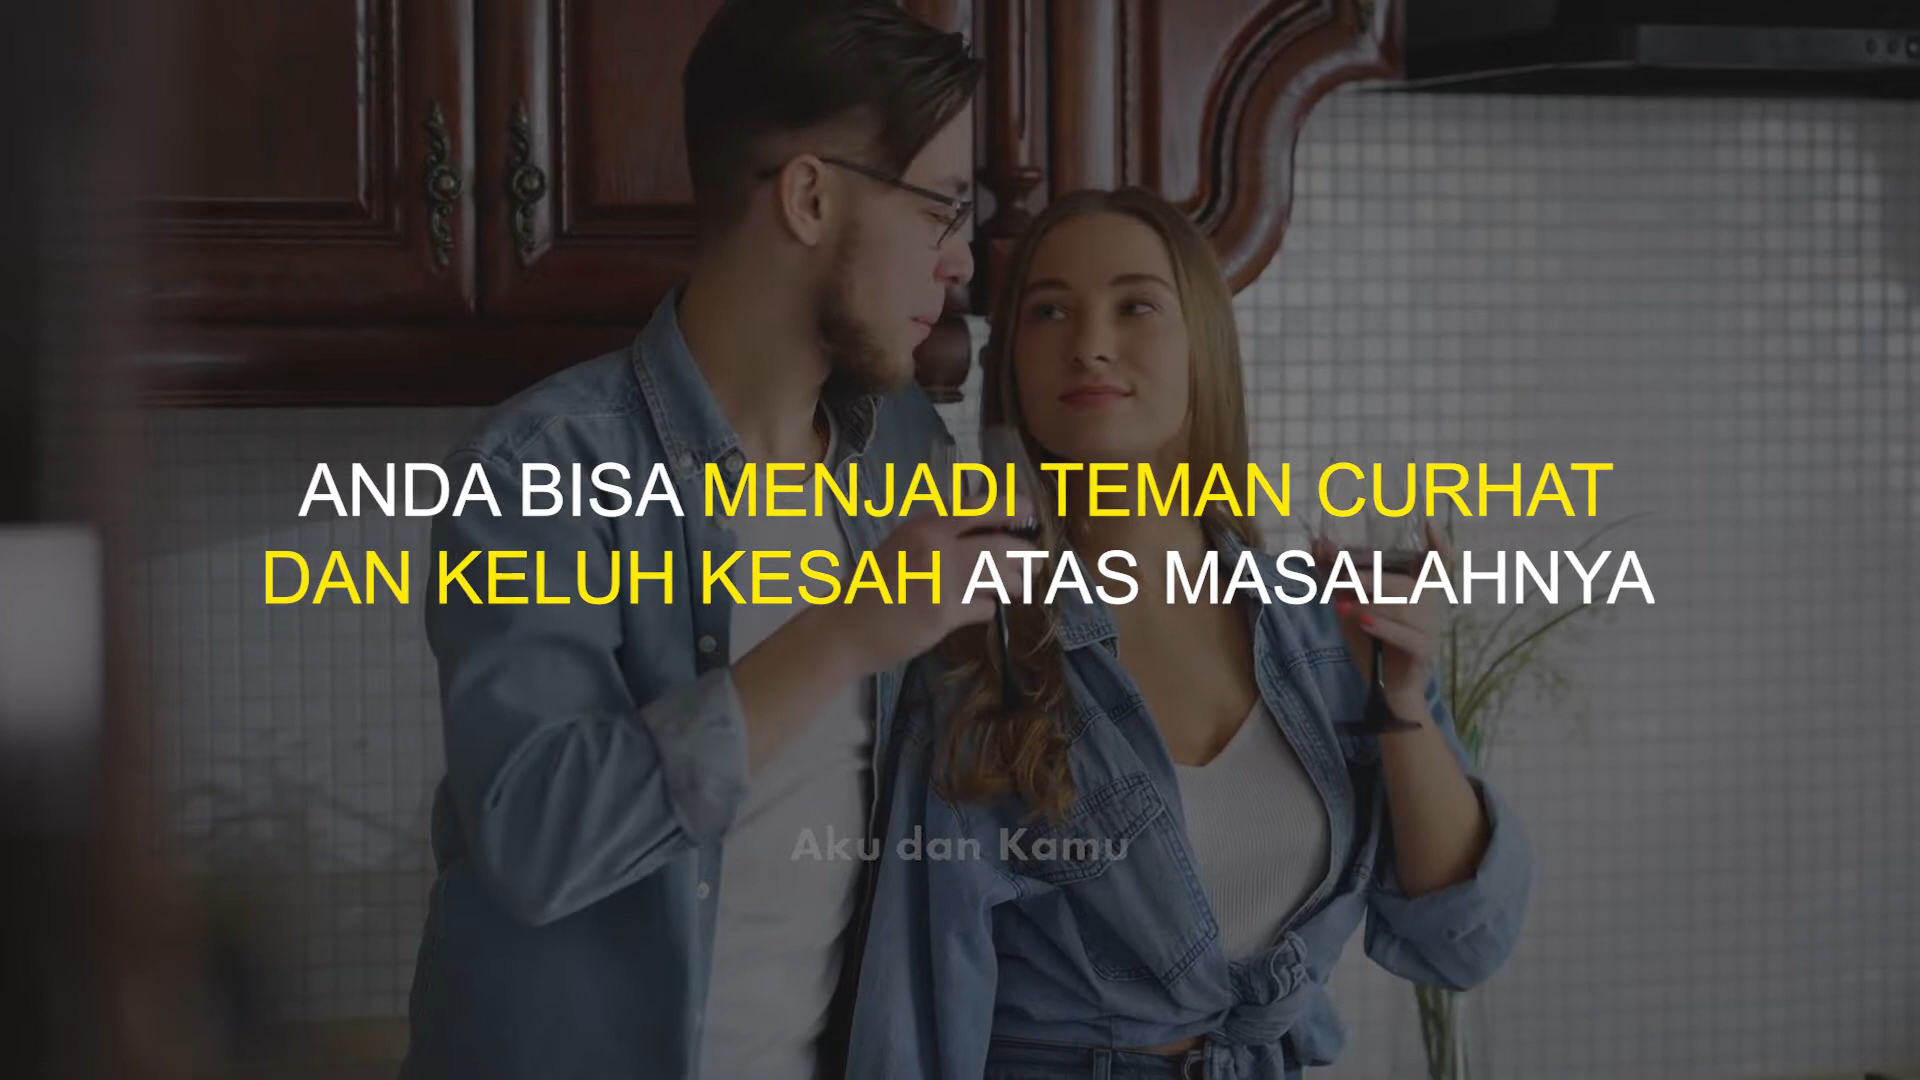 ANDA BISA MENJADI TEMAN CURHAT
DAN KELUH KESAH ATAS MASALAHNYA
Aku dan Kamu